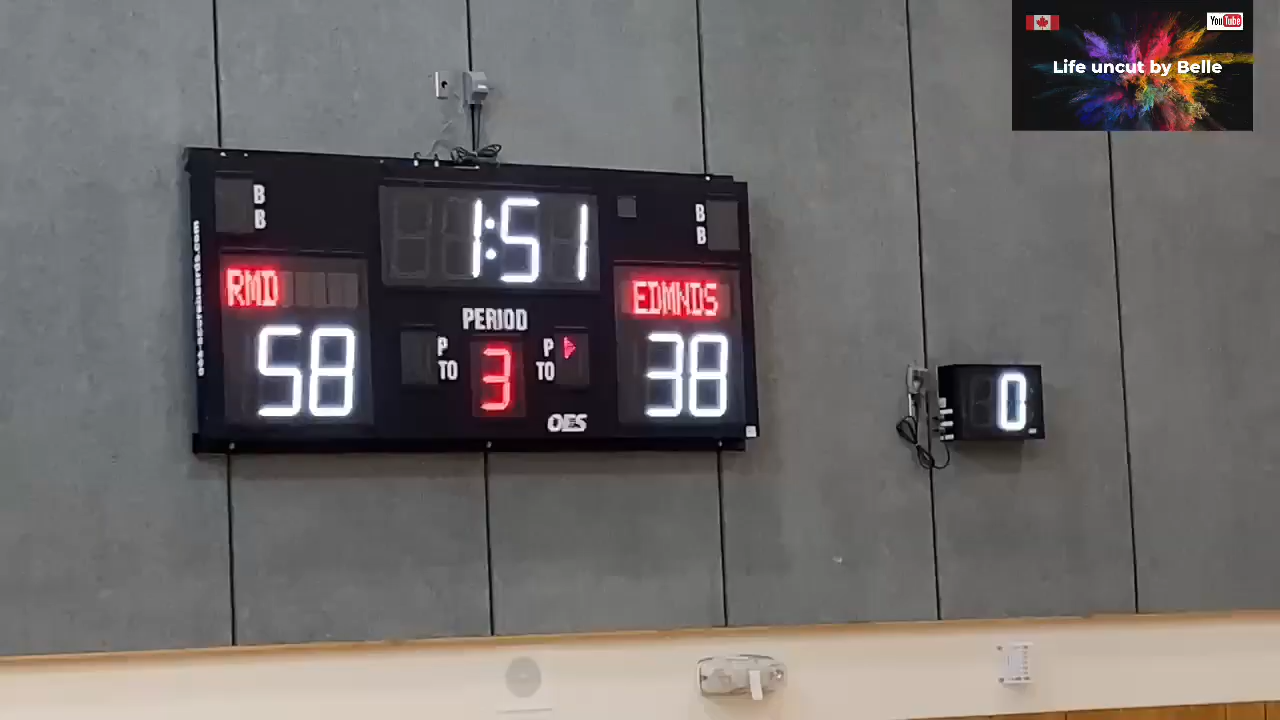 YouTube
Life uncut by Belle
B
B
1:51
B
B
RMD
EDMNDS
PERIOD
58
P
TO
3
P
TO
38
OES
0